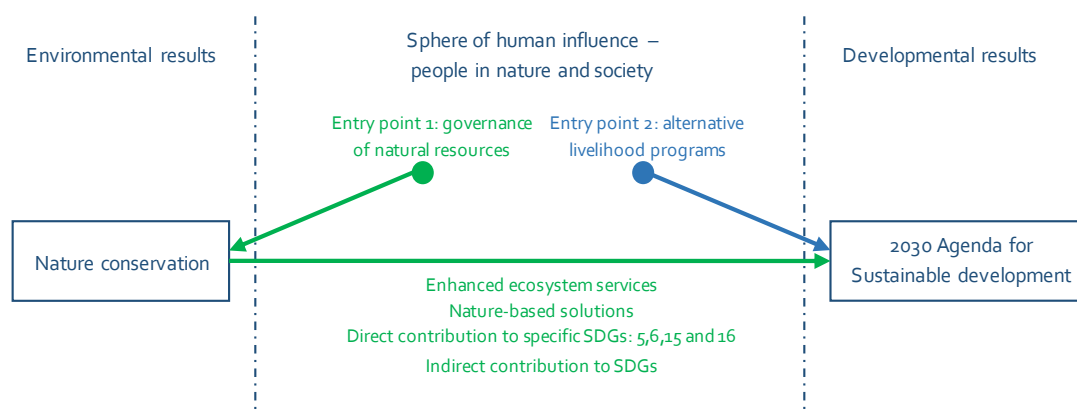 Environmental results
Sphere of human influence –
people in nature and society
Developmental results
Entry point 1: governance
of natural resources
Entry point 2: alternative
livelihood programs
Nature conservation
2030 Agenda for
Sustainable development
Enhanced ecosystem services
Nature-based solutions
Direct contribution to specific SDGs: 5,6,15 and 16
Indirect contribution to SDGs